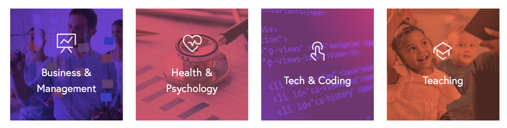 Business &
Management
Health &
Psychology
Tech & Coding
Teaching